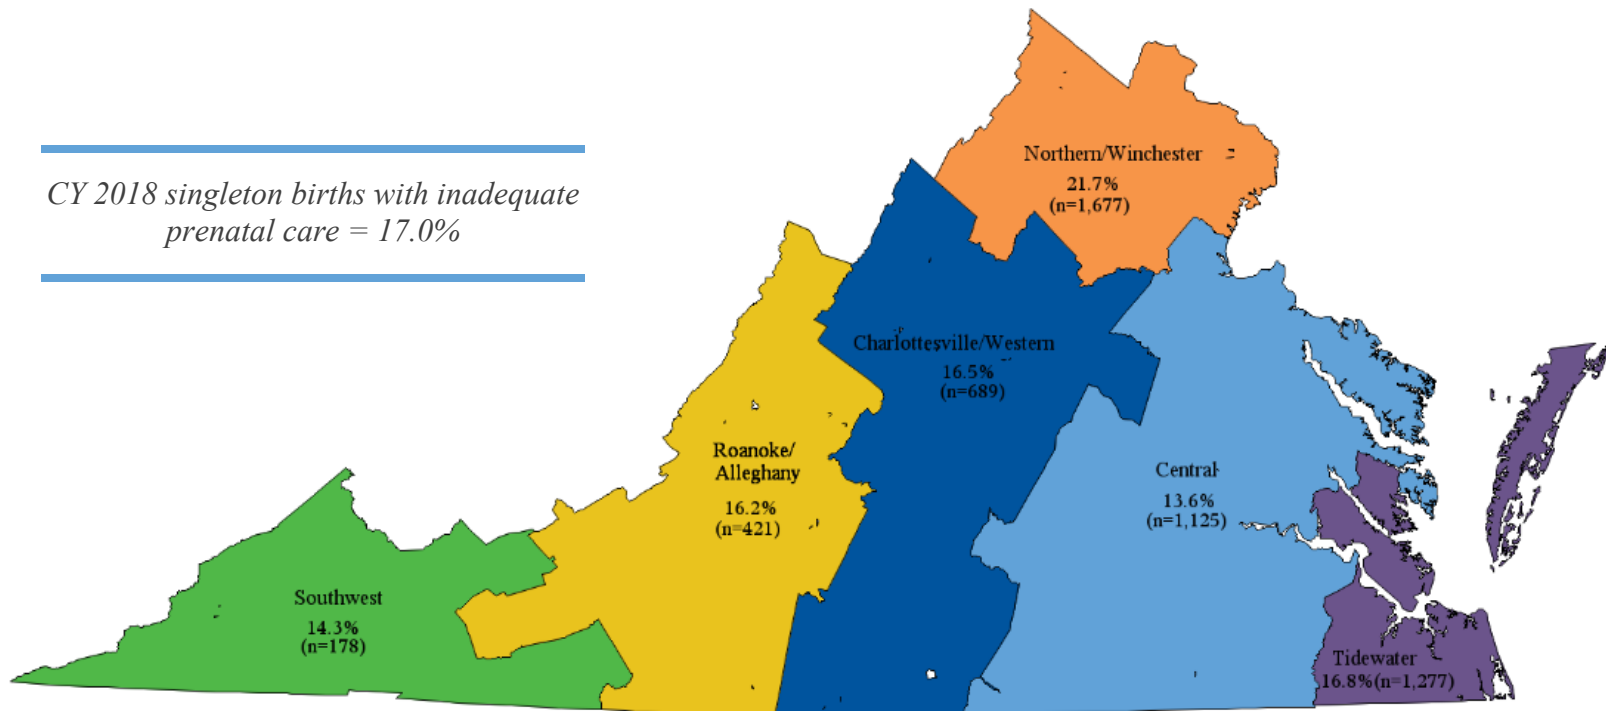 CY 2018 singleton births with inadequate
prenatal care = 17.0%
Northern/Winchester
21.7%
(n=1,677)
Charlottesville/Western
16.5%
(n=689)
Roanoke/
Alleghany
16.2%
(n=421)
Central
13.6%
(n=1,125)
Southwest
14.3%
(n=178)
Tidewater
16.8%(n=1,277)